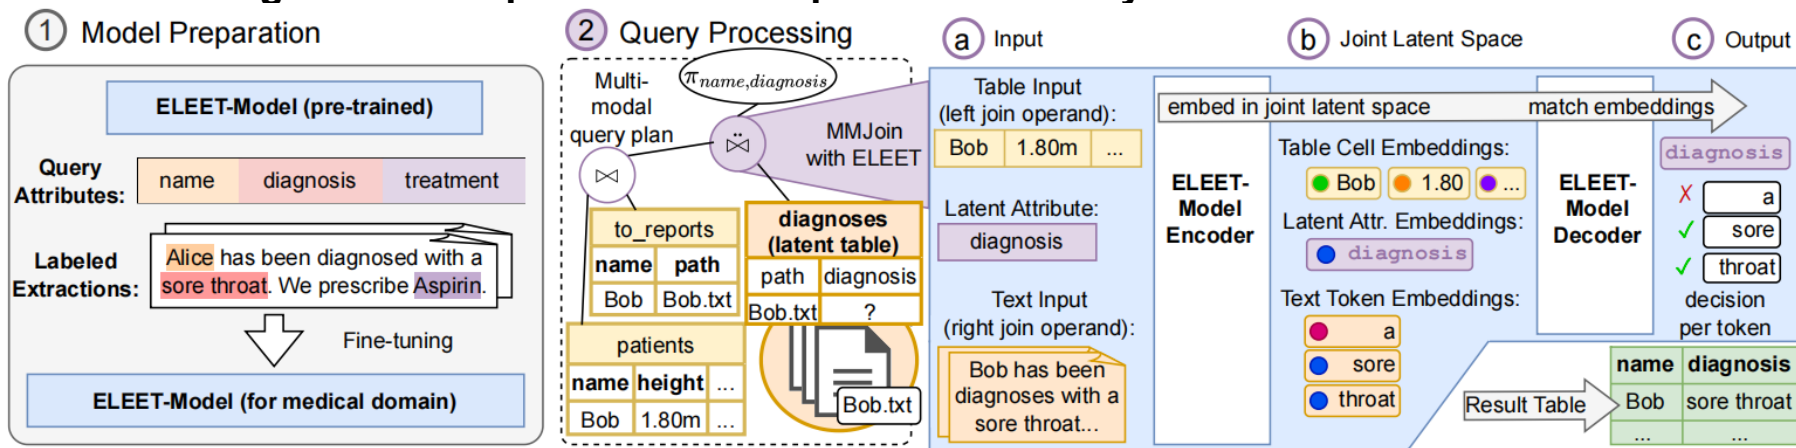 1 Model Preparation
ELEET-Model (pre-trained)
Query
Attributes:
name diagnosis treatment
Labeled
Extractions:
Alice has been diagnosed with a
sore throat. We prescribe Aspirin.
Fine-tuning
ELEET-Model (for medical domain)
2 Query Processing
Multi-
modal
query plan
π name,diagnosis
⋈
⋈̈
MMJoin
with ELEET
to_reports
name path
Bob Bob.txt
diagnoses
(latent table)
path diagnosis
Bob.txt ?
patients
name height ...
Bob 1.80m ...
Bob.txt
a Input
Table Input
(left join operand):
Bob 1.80m ...
Latent Attribute:
diagnosis
Text Input
(right join operand):
Bob has been
diagnoses with a
sore throat...
b Joint Latent Space
embed in joint latent space match embeddings
ELEET-
Model
Encoder
Table Cell Embeddings:
Bob 1.80 ...
Latent Attr. Embeddings:
diagnosis
Text Token Embeddings:
a
sore
throat
ELEET-
Model
Decoder
c Output
diagnosis
✗ a
✓ sore
✓ throat
decision
per token
Result Table
name diagnosis
Bob sore throat
... ...